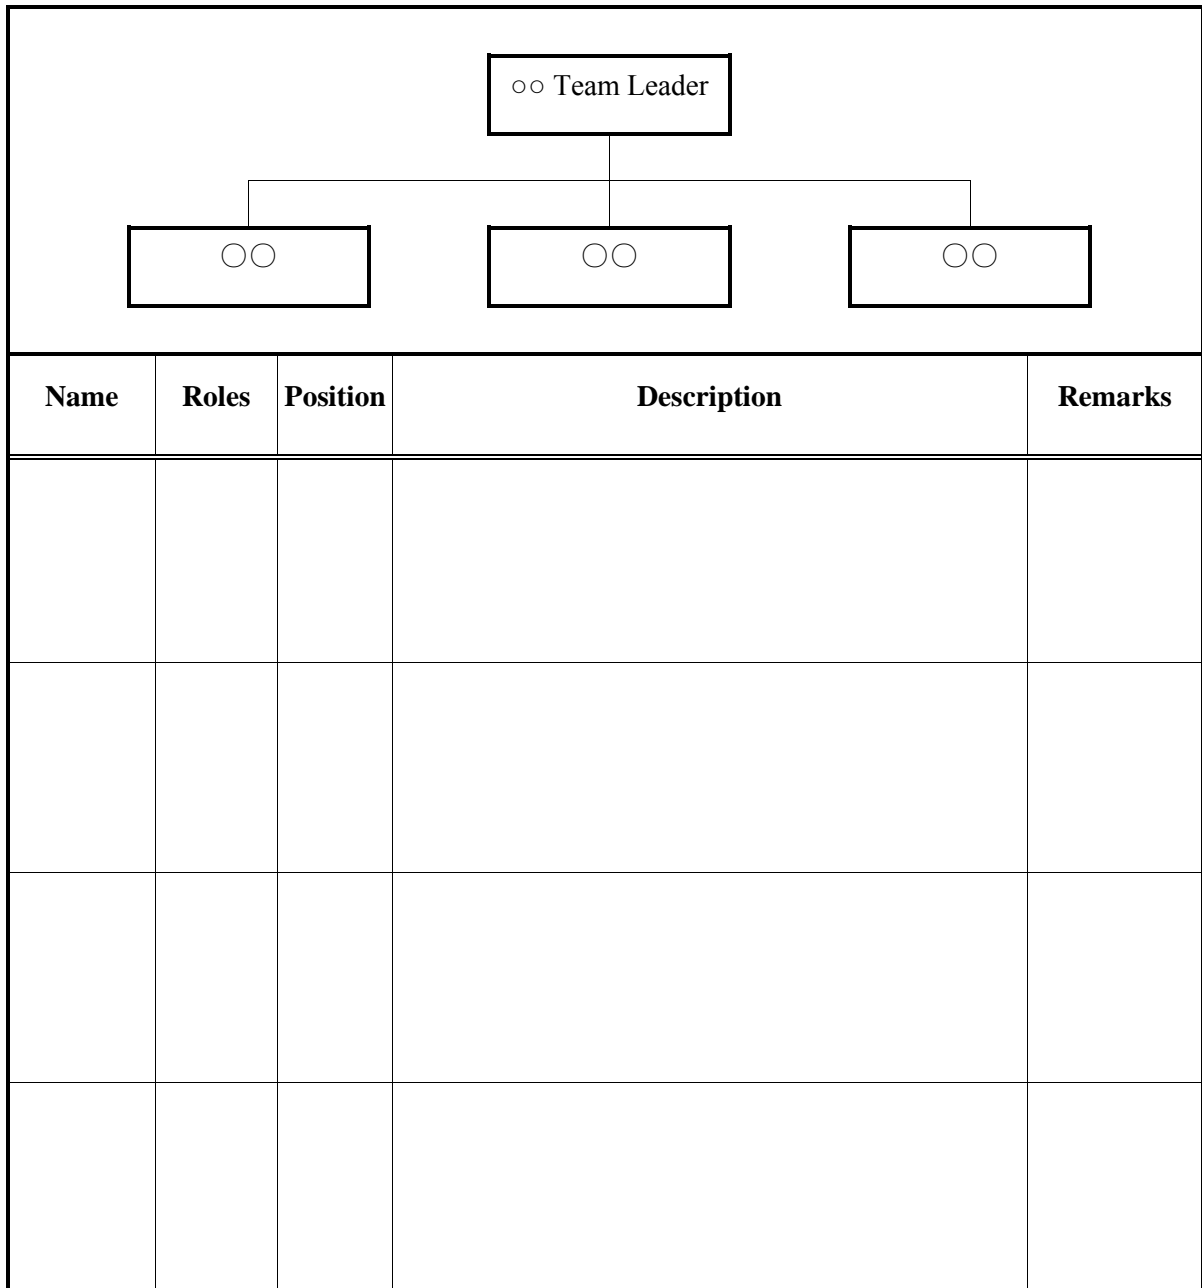 ○○ Team Leader
○○ ○○ ○○
Name Roles Position Description Remarks